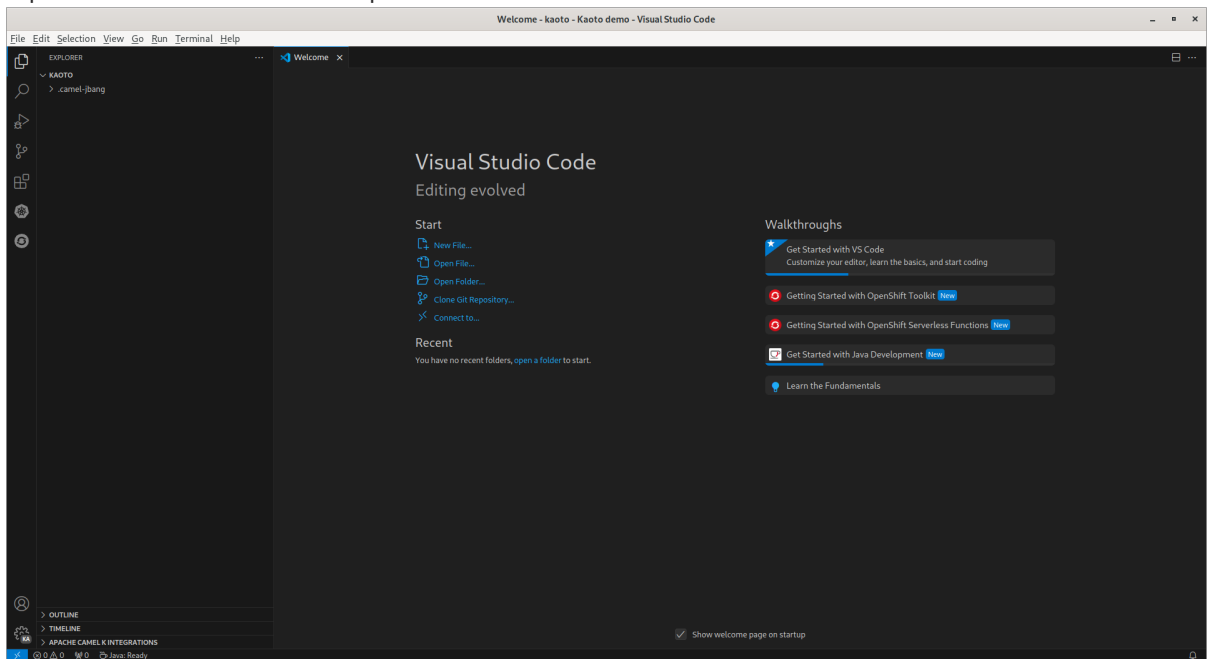 Welcome - kaoto - Kaoto demo - Visual Studio Code
File Edit Selection View Go Run Terminal Help
EXPLORER
Welcome
KAOTO
.camel-jbang
Visual Studio Code
Editing evolved
Start
New File...
Open File...
Open Folder...
Clone Git Repository...
Connect to...
Recent
You have no recent folders, open a folder to start.
Walkthroughs
Get Started with VS Code
Customize your editor, learn the basics, and start coding
Getting Started with OpenShift Toolkit New
Getting Started with OpenShift Serverless Functions New
Get Started with Java Development New
Learn the Fundamentals
OUTLINE
TIMELINE
APACHE CAMEL K INTEGRATIONS
Show welcome page on startup
KA
0 0 0 Java: Ready